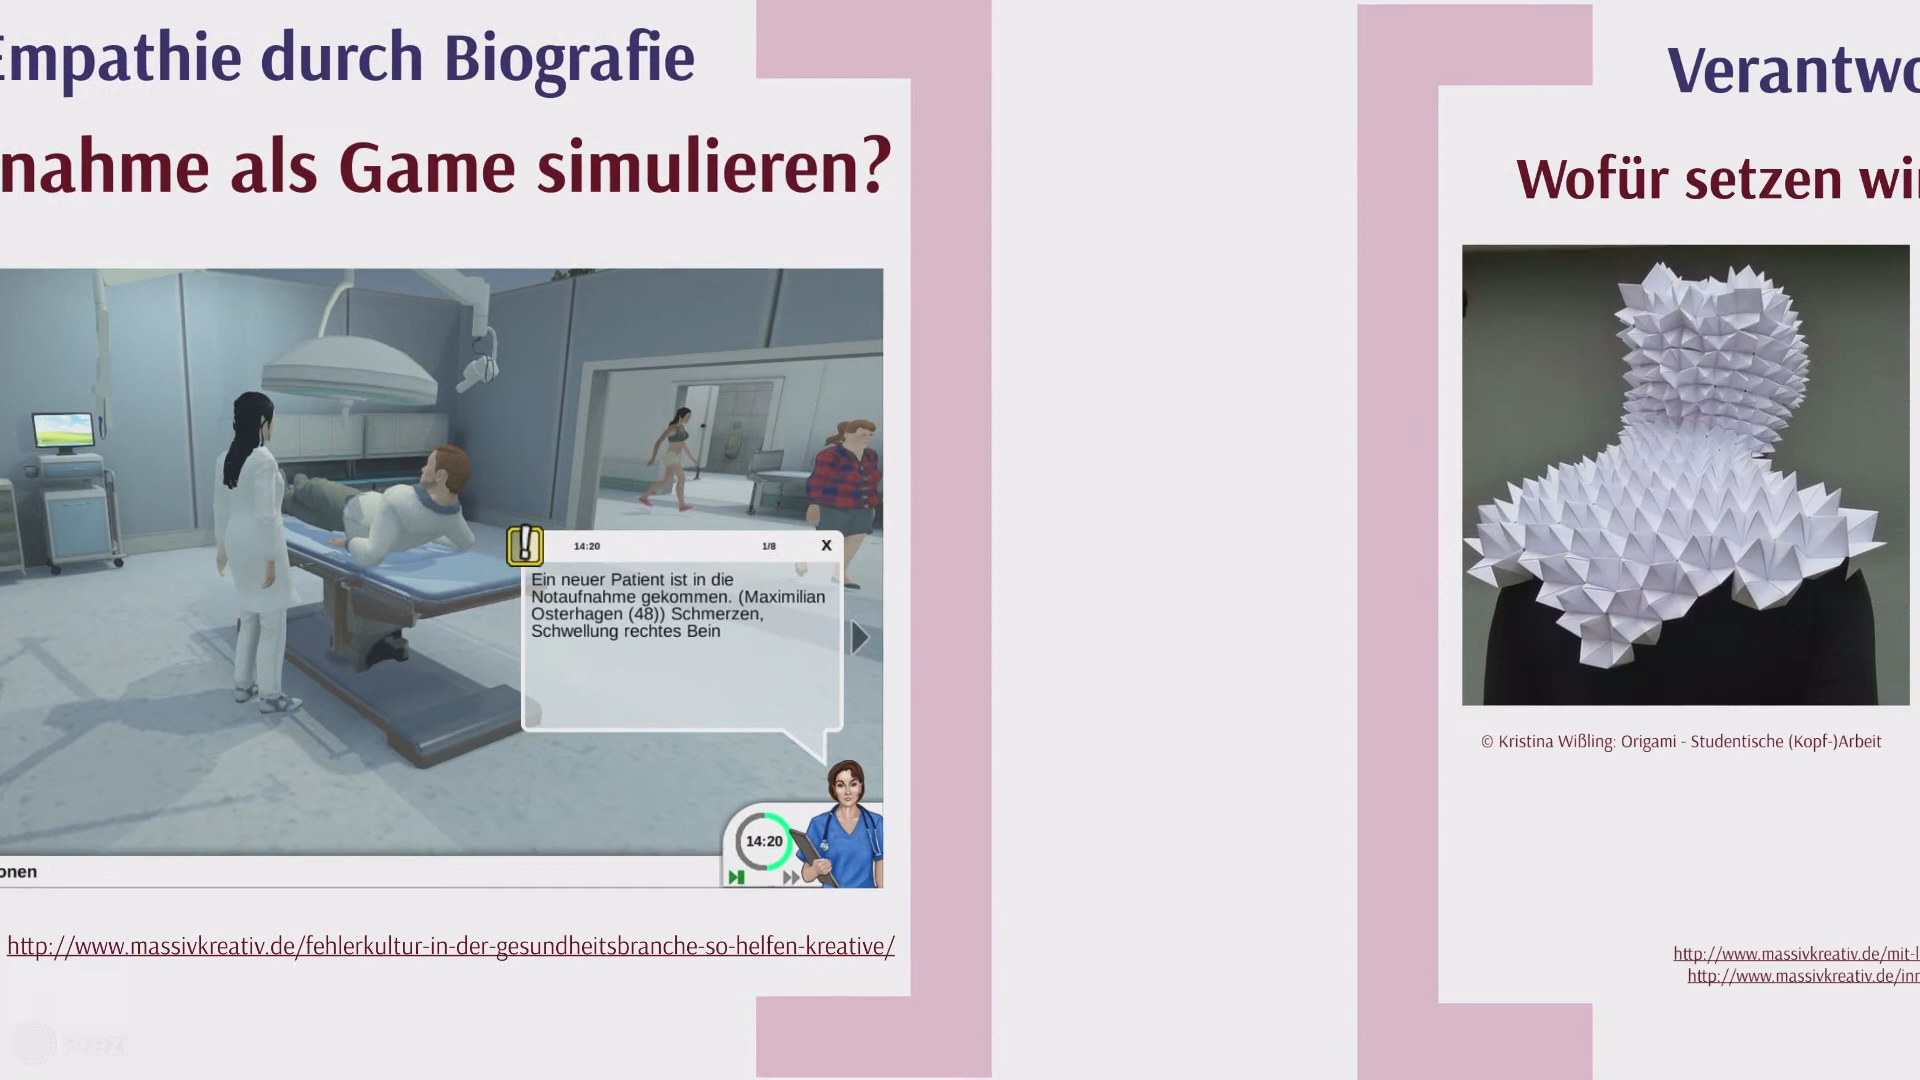 Empathie durch Biografie
nahme als Game simulieren?
14:20
1/8
X
Ein neuer Patient ist in die
Notaufnahme gekommen. (Maximilian
Osterhagen (48)) Schmerzen,
Schwellung rechtes Bein
14:20
onen
http://www.massivkreativ.de/fehlerkultur-in-der-gesundheitsbranche-so-helfen-kreative/
Prezi
Verantwo
Wofür setzen wir
© Kristina Wißling: Origami - Studentische (Kopf-)Arbeit
http://www.massivkreativ.de/mit-l
http://www.massivkreativ.de/inn